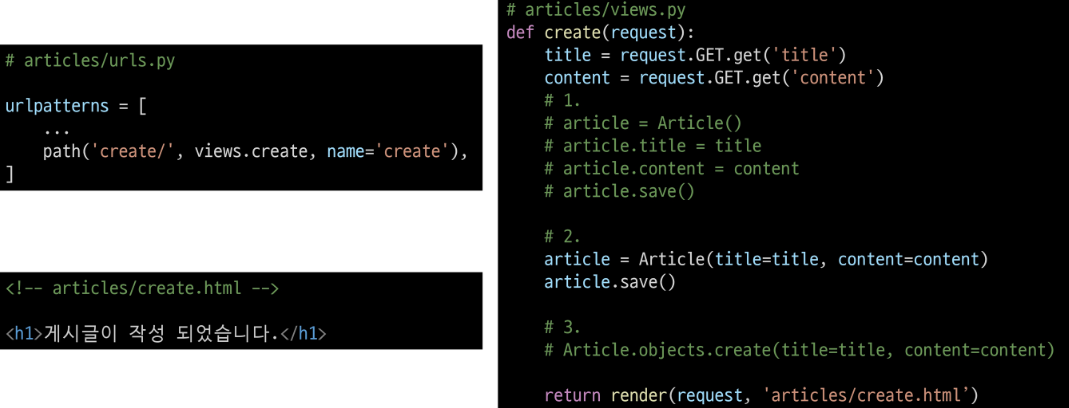 # articles/urls.py
urlpatterns = [
    ...
    path('create/', views.create, name='create'),
]
<!-- articles/create.html -->
<h1>게시글이 작성 되었습니다.</h1>
# articles/views.py
def create(request):
    title = request.GET.get('title')
    content = request.GET.get('content')
    # 1.
    # article = Article()
    # article.title = title
    # article.content = content
    # article.save()
    # 2.
    article = Article(title=title, content=content)
    article.save()
    # 3.
    # Article.objects.create(title=title, content=content)
    return render(request, 'articles/create.html’)